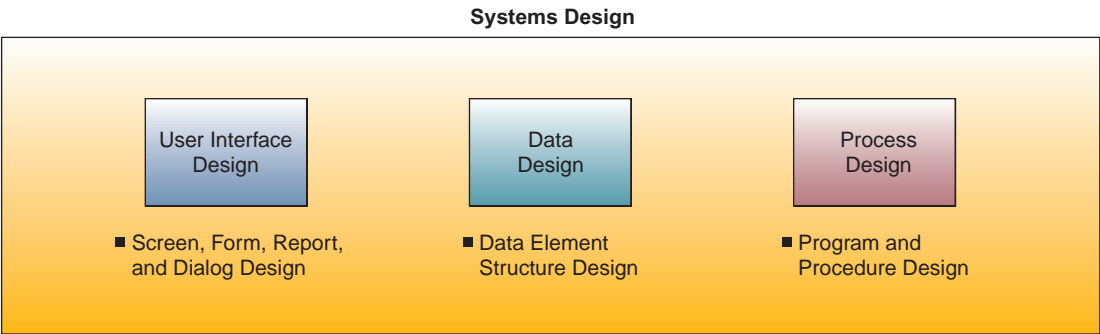 Systems Design
User Interface
Design
Data
Design
Process
Design
■ Screen, Form, Report,
and Dialog Design
■ Data Element
Structure Design
■ Program and
Procedure Design